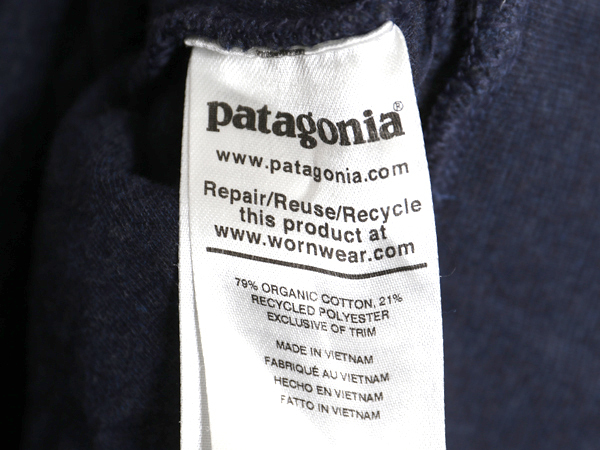 patagonia®
www.patagonia.com
Repair/Reuse/Recycle
this product at
www.wornwear.com
79% ORGANIC COTTON, 21%
RECYCLED POLYESTER
EXCLUSIVE OF TRIM
MADE IN VIETNAM
FABRIQUÉ AU VIETNAM
HECHO EN VIETNAM
FATTO IN VIETNAM